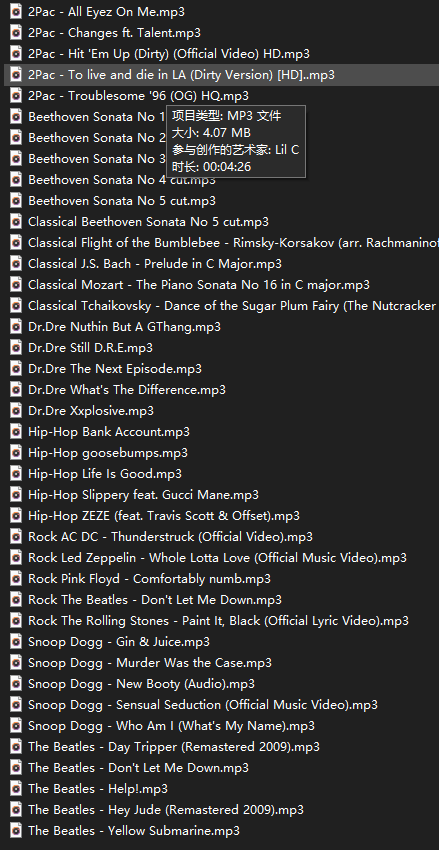 2Pac - All Eyez On Me.mp3
2Pac - Changes ft. Talent.mp3
2Pac - Hit 'Em Up (Dirty) (Official Video) HD.mp3
2Pac - To live and die in LA (Dirty Version) [HD]..mp3
2Pac - Troublesome '96 (OG) HQ.mp3
Beethoven Sonata No 1
项目类型: MP3 文件
Beethoven Sonata No 2
大小: 4.07 MB
Beethoven Sonata No 3
参与创作的艺术家: Lil C
时长: 00:04:26
Beethoven Sonata No 4 cut.mp3
Beethoven Sonata No 5 cut.mp3
Classical Beethoven Sonata No 5 cut.mp3
Classical Flight of the Bumblebee - Rimsky-Korsakov (arr. Rachmaninof
Classical J.S. Bach - Prelude in C Major.mp3
Classical Mozart - The Piano Sonata No 16 in C major.mp3
Classical Tchaikovsky - Dance of the Sugar Plum Fairy (The Nutcracker
Dr.Dre Nuthin But A GThang.mp3
Dr.Dre Still D.R.E.mp3
Dr.Dre The Next Episode.mp3
Dr.Dre What's The Difference.mp3
Dr.Dre Xxplosive.mp3
Hip-Hop Bank Account.mp3
Hip-Hop goosebumps.mp3
Hip-Hop Life Is Good.mp3
Hip-Hop Slippery feat. Gucci Mane.mp3
Hip-Hop ZEZE (feat. Travis Scott & Offset).mp3
Rock AC DC - Thunderstruck (Official Video).mp3
Rock Led Zeppelin - Whole Lotta Love (Official Music Video).mp3
Rock Pink Floyd - Comfortably numb.mp3
Rock The Beatles - Don't Let Me Down.mp3
Rock The Rolling Stones - Paint It, Black (Official Lyric Video).mp3
Snoop Dogg - Gin & Juice.mp3
Snoop Dogg - Murder Was the Case.mp3
Snoop Dogg - New Booty (Audio).mp3
Snoop Dogg - Sensual Seduction (Official Music Video).mp3
Snoop Dogg - Who Am I (What's My Name).mp3
The Beatles - Day Tripper (Remastered 2009).mp3
The Beatles - Don't Let Me Down.mp3
The Beatles - Help!.mp3
The Beatles - Hey Jude (Remastered 2009).mp3
The Beatles - Yellow Submarine.mp3